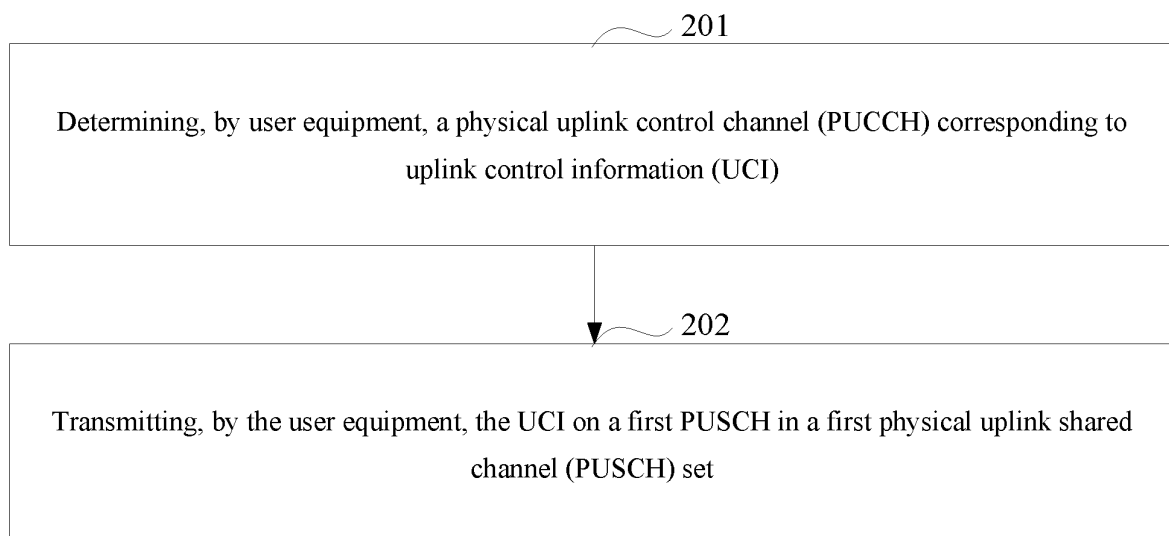 201
Determining, by user equipment, a physical uplink control channel (PUCCH) corresponding to
uplink control information (UCI)
202
Transmitting, by the user equipment, the UCI on a first PUSCH in a first physical uplink shared
channel (PUSCH) set